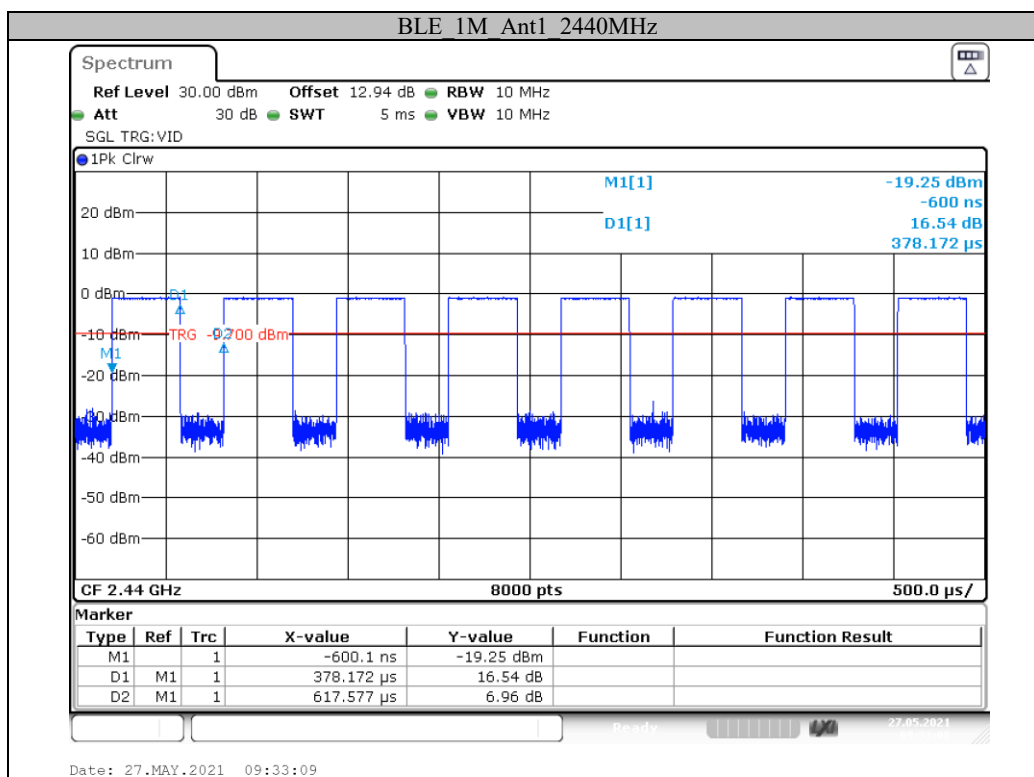 BLE_1M_Ant1_2440MHz
Spectrum
Ref Level 30.00 dBm Offset 12.94 dB RBW 10 MHz
Att 30 dB SWT 5 ms VBW 10 MHz
SGL TRG:VID
1Pk Clrw
M1[1] -19.25 dBm
-600 ns
20 dBm
D1[1] 16.54 dB
378.172 µs
10 dBm
0 dBm
D1
-10 dBm
TRG -9.700 dBm
D2
M1
-20 dBm
-30 dBm
-40 dBm
-50 dBm
-60 dBm
CF 2.44 GHz 8000 pts 500.0 µs/
Marker
Type Ref Trc X-value Y-value Function Function Result
M1 1 -600.1 ns -19.25 dBm
D1 M1 1 378.172 µs 16.54 dB
D2 M1 1 617.577 µs 6.96 dB
Ready LXI 27.05.2021
Date: 27.MAY.2021 09:33:09